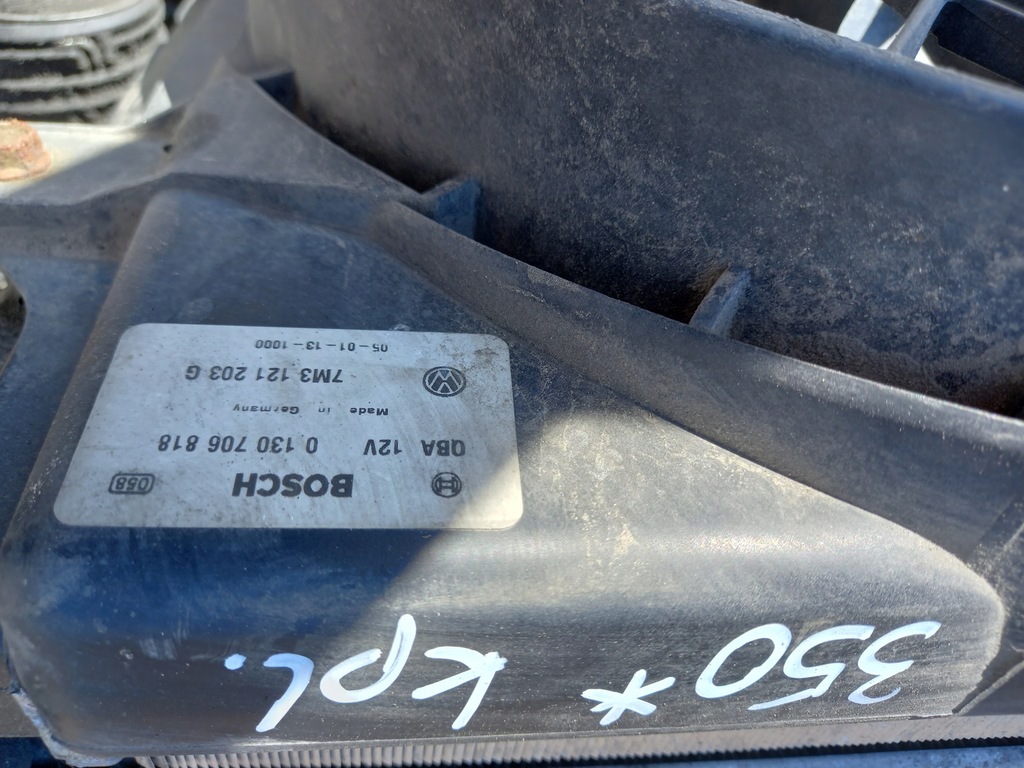 350* kpl.
BOSCH 058
QBA 12V 0 130 706 818
Made in Germany
7M3 121 203 G
05-01-13-1000